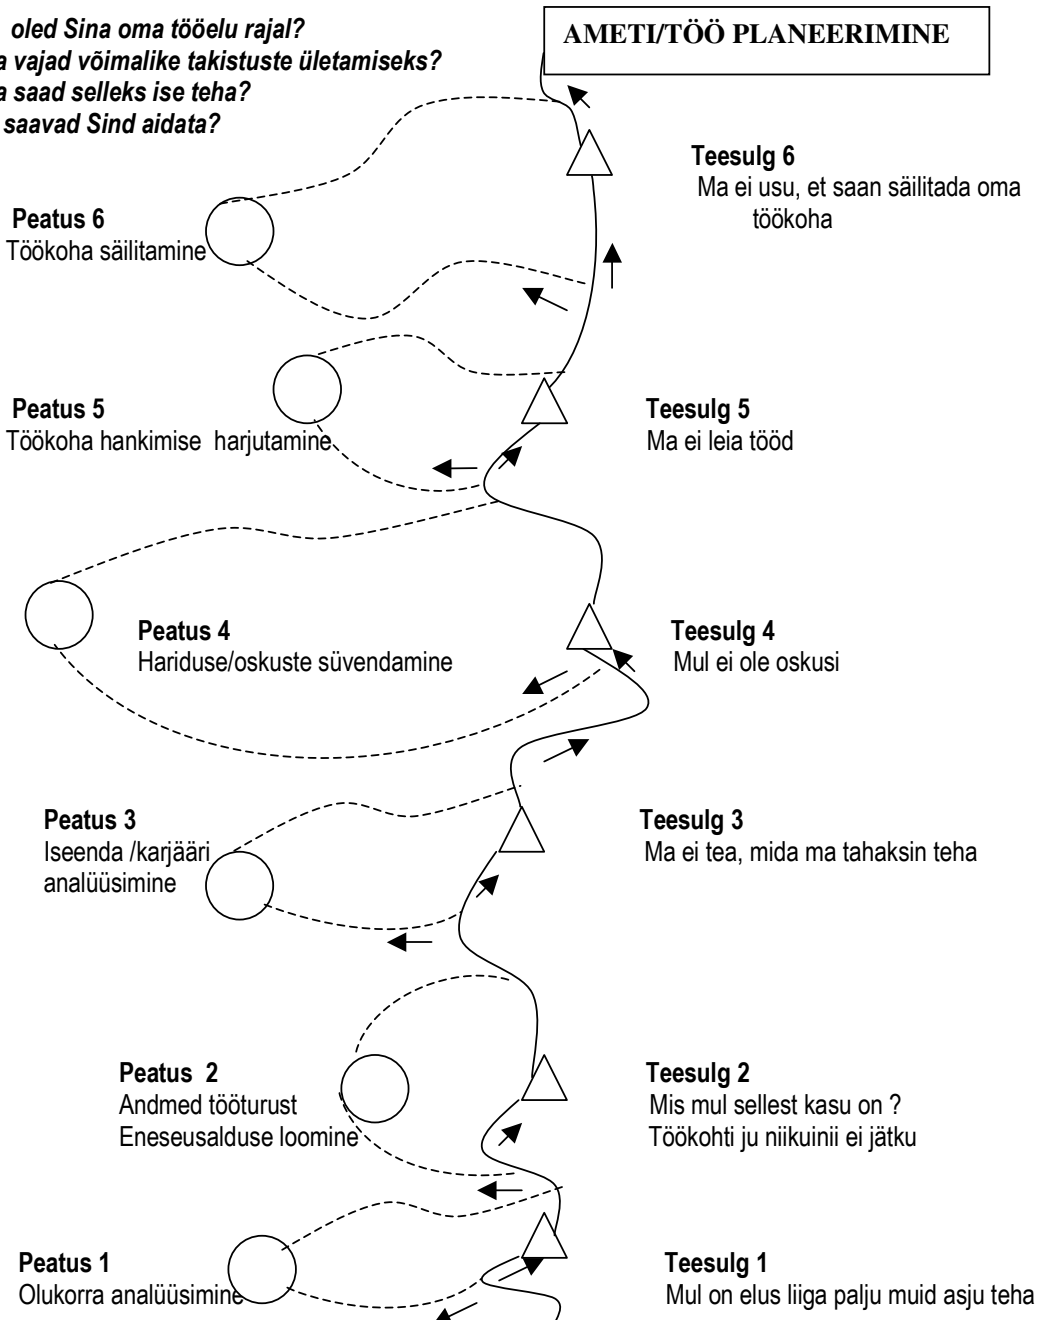 oled Sina oma tööelu rajal?
a vajad võimalike takistuste ületamiseks?
a saad selleks ise teha?
saavad Sind aidata?
AMETI/TÖÖ PLANEERIMINE
Teesulg 6
Ma ei usu, et saan säilitada oma
töökoha
Peatus 6
Töökoha säilitamine
Peatus 5
Töökoha hankimise harjutamine
Teesulg 5
Ma ei leia tööd
Peatus 4
Hariduse/oskuste süvendamine
Teesulg 4
Mul ei ole oskusi
Peatus 3
Iseenda /karjääri
analüüsimine
Teesulg 3
Ma ei tea, mida ma tahaksin teha
Peatus 2
Andmed tööturust
Eneseusalduse loomine
Teesulg 2
Mis mul sellest kasu on ?
Töökohti ju niikuinii ei jätku
Peatus 1
Olukorra analüüsimine
Teesulg 1
Mul on elus liiga palju muid asju teha